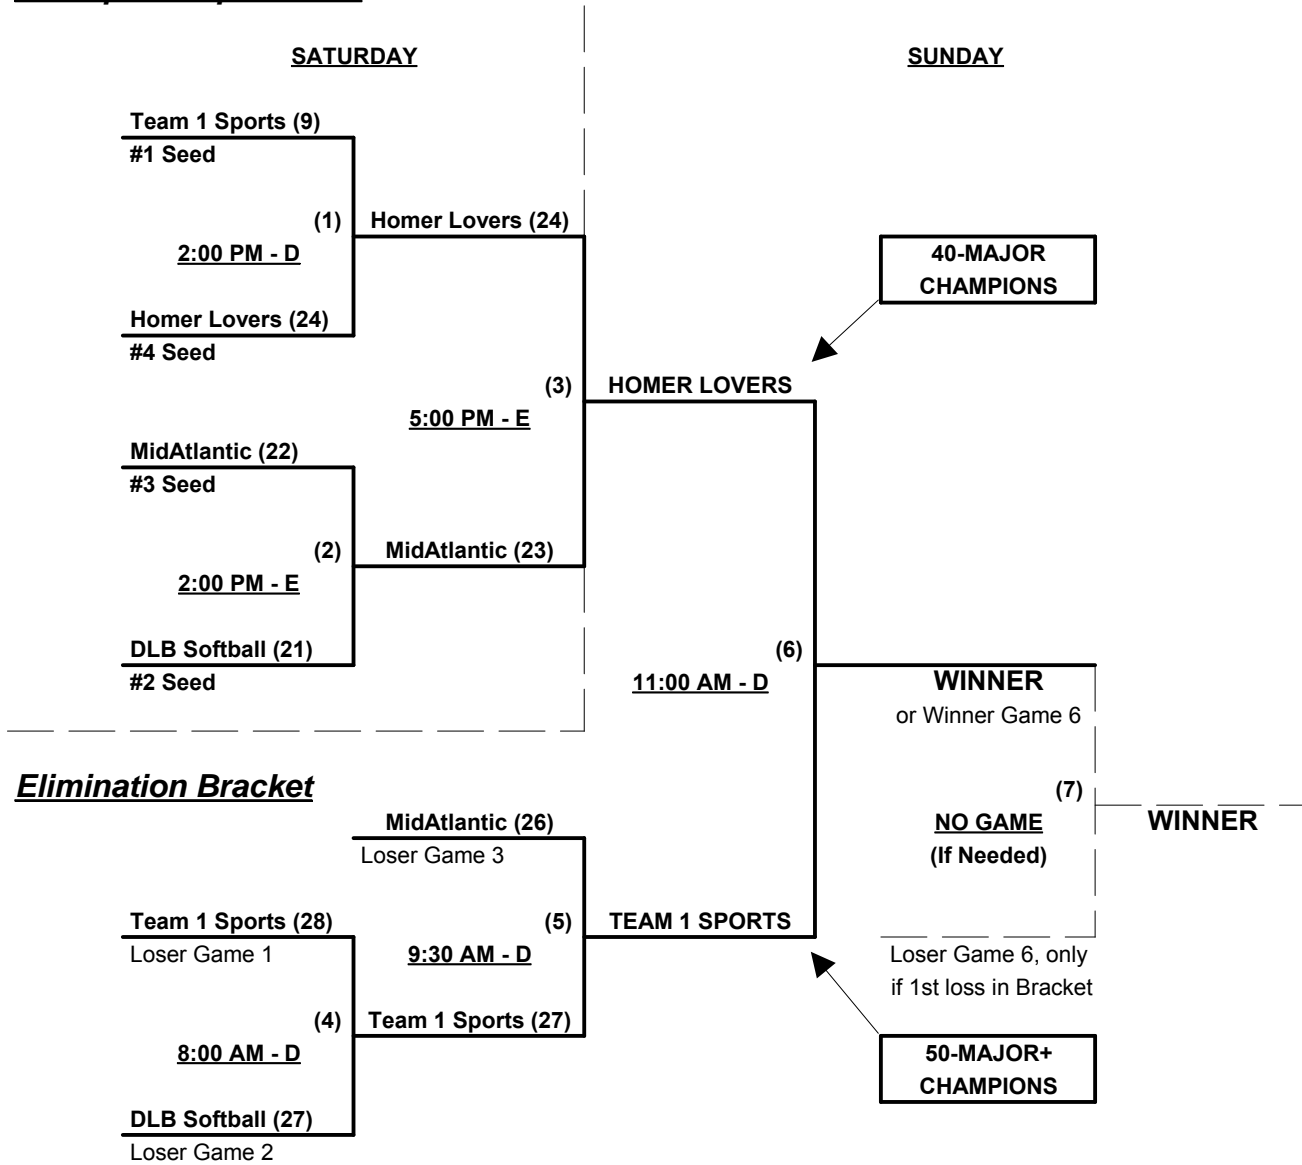 SATURDAY
SUNDAY
Team 1 Sports (9)
#1 Seed
(1)
Homer Lovers (24)
2:00 PM - D
40-MAJOR
CHAMPIONS
Homer Lovers (24)
#4 Seed
(3)
HOMER LOVERS
5:00 PM - E
MidAtlantic (22)
#3 Seed
(2)
MidAtlantic (23)
2:00 PM - E
DLB Softball (21)
#2 Seed
(6)
11:00 AM - D
WINNER
or Winner Game 6
Elimination Bracket
(7)
WINNER
MidAtlantic (26)
Loser Game 3
NO GAME
(If Needed)
Team 1 Sports (28)
Loser Game 1
(5)
TEAM 1 SPORTS
9:30 AM - D
Loser Game 6, only
if 1st loss in Bracket
(4)
Team 1 Sports (27)
8:00 AM - D
50-MAJOR+
CHAMPIONS
DLB Softball (27)
Loser Game 2